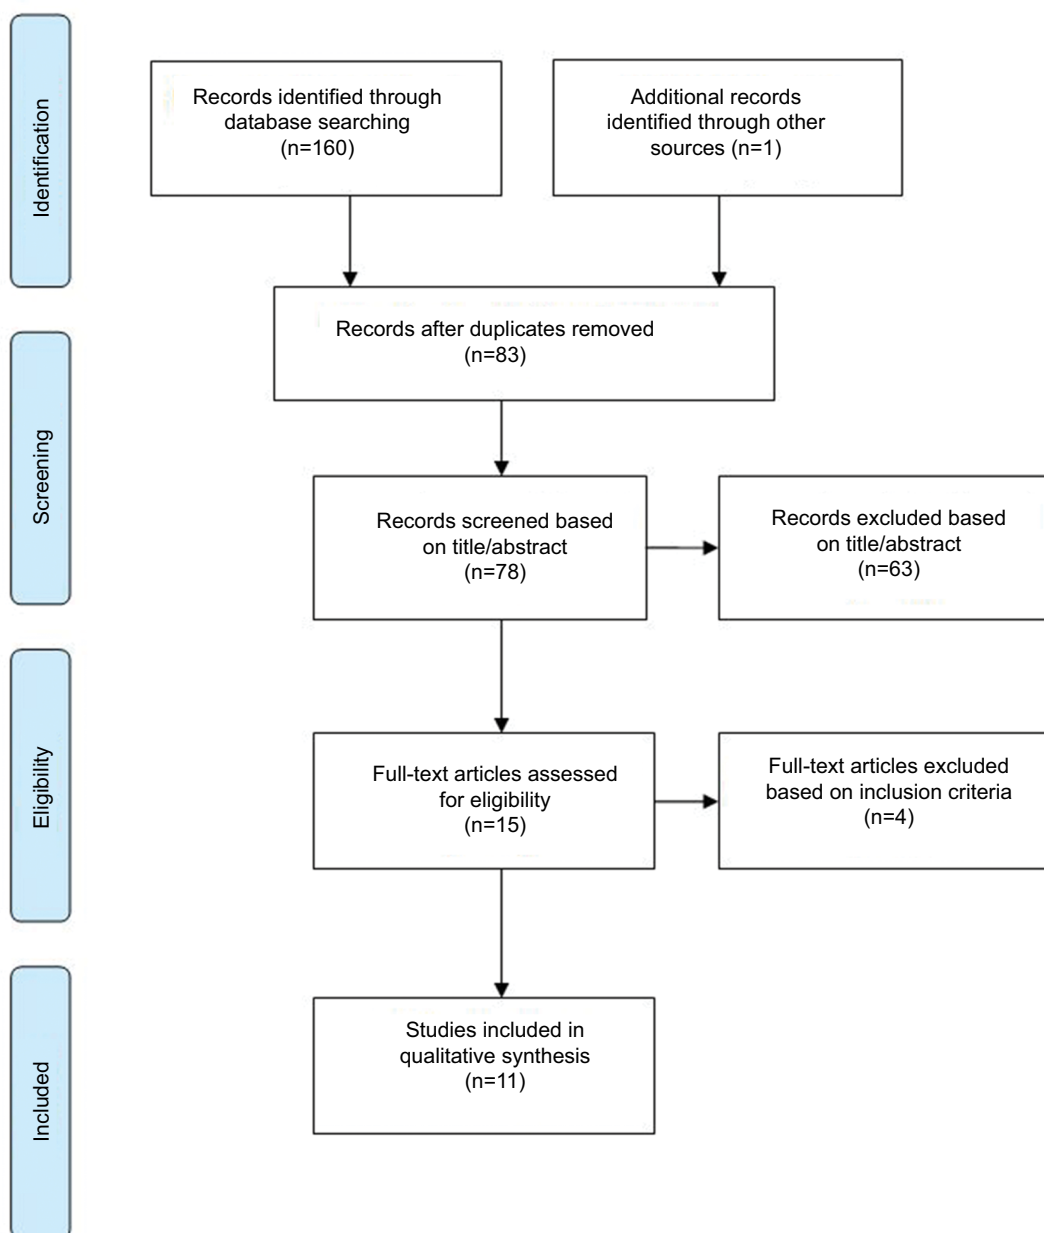 Identification
Records identified through
database searching
(n=160)
Additional records
identified through other
sources (n=1)
Records after duplicates removed
(n=83)
Screening
Records screened based
on title/abstract
(n=78)
Records excluded based
on title/abstract
(n=63)
Eligibility
Full-text articles assessed
for eligibility
(n=15)
Full-text articles excluded
based on inclusion criteria
(n=4)
Included
Studies included in
qualitative synthesis
(n=11)